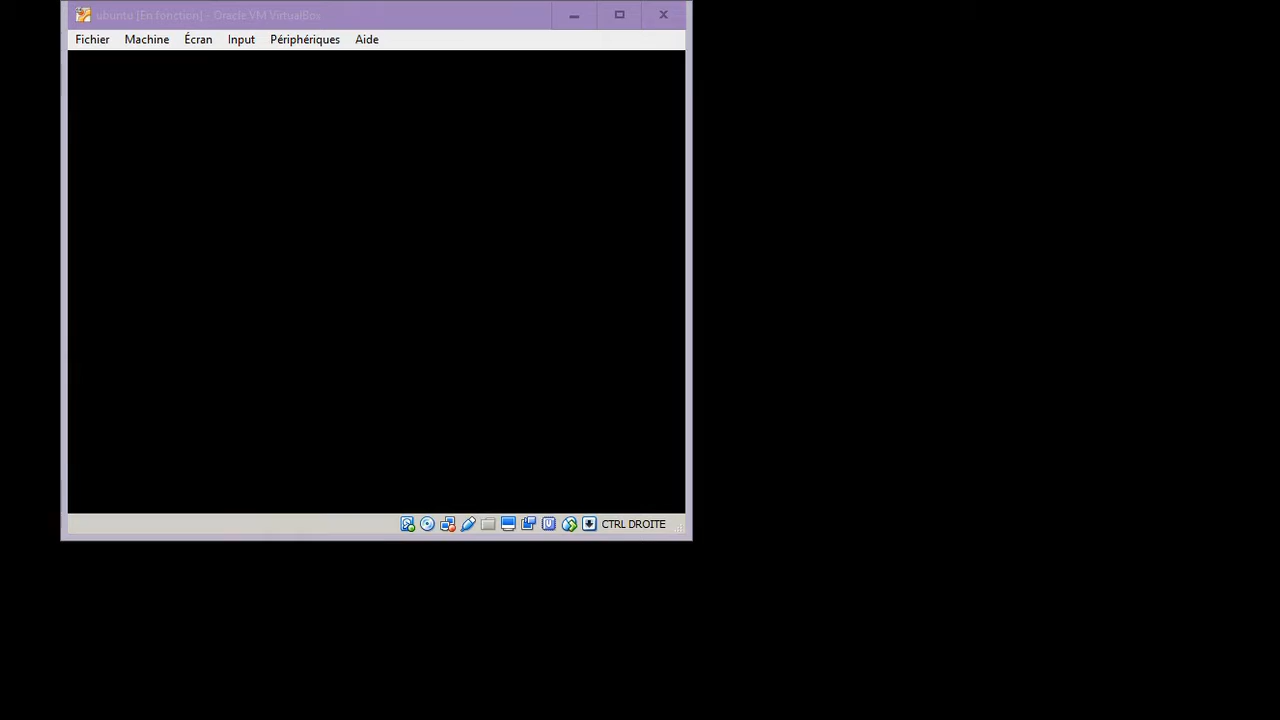 ubuntu [En fonction] - Oracle VM VirtualBox
Fichier Machine Écran Input Périphériques Aide
CTRL DROITE